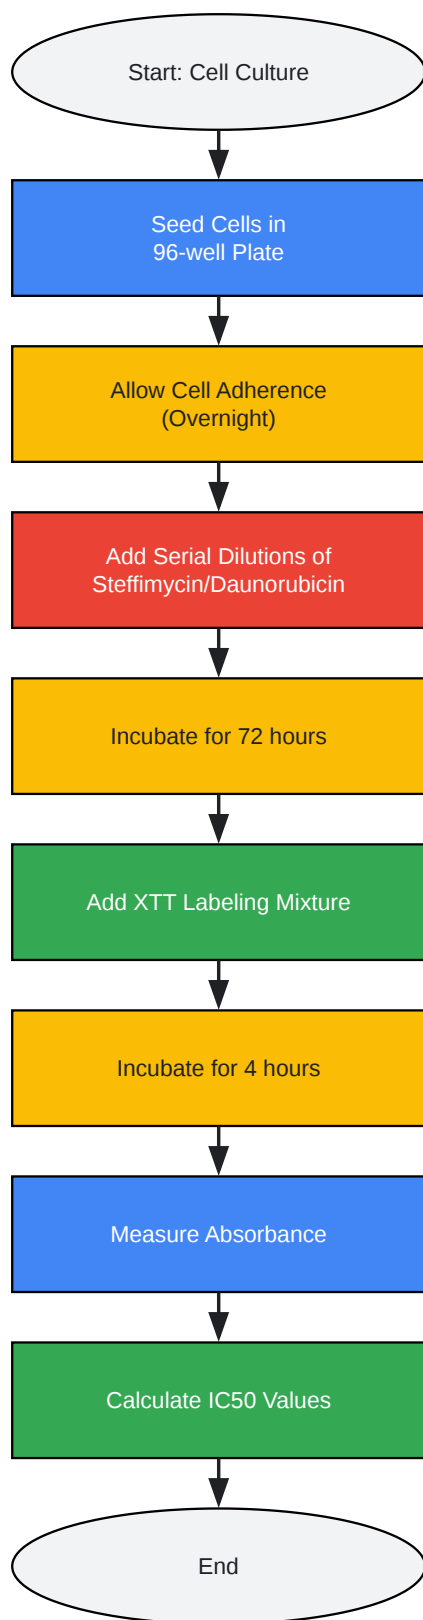 Start: Cell Culture
Seed Cells in
96-well Plate
Allow Cell Adherence
(Overnight)
Add Serial Dilutions of
Steffimycin/Daunorubicin
Incubate for 72 hours
Add XTT Labeling Mixture
Incubate for 4 hours
Measure Absorbance
Calculate IC50 Values
End